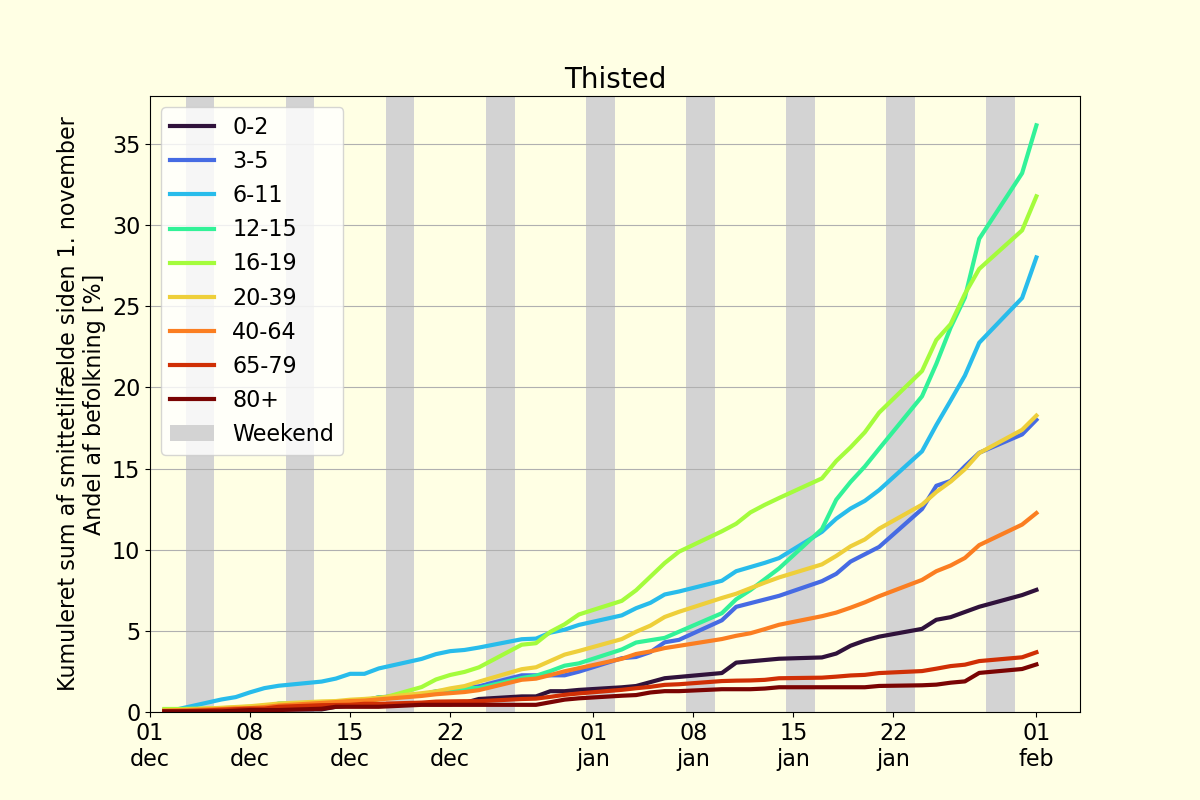 Thisted
Kumuleret sum af smittetilfælde siden 1. november
Andel af befolkning [%]
35
30
25
20
15
10
5
0
0-2
3-5
6-11
12-15
16-19
20-39
40-64
65-79
80+
Weekend
01 dec
08 dec
15 dec
22 dec
01 jan
08 jan
15 jan
22 jan
01 feb